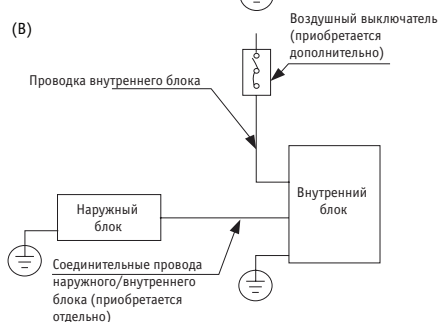 (B)
Воздушный выключатель
(приобретается
дополнительно)
Проводка внутреннего блока
Внутренний
блок
Наружный
блок
Соединительные провода
наружного/внутреннего
блока (приобретается
отдельно)